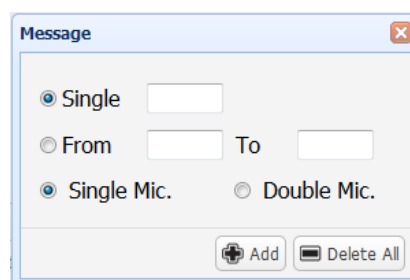 Message
Single
From To
Single Mic. Double Mic.
Add Delete All